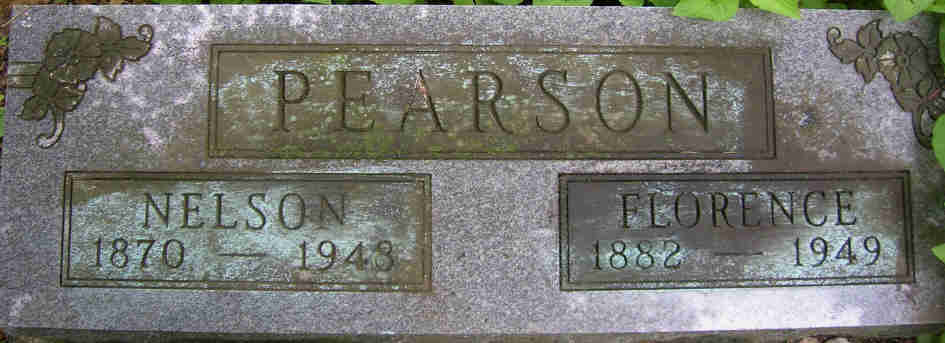 PEARSON
NELSON
1870 — 1943
FLORENCE
1882 — 1949